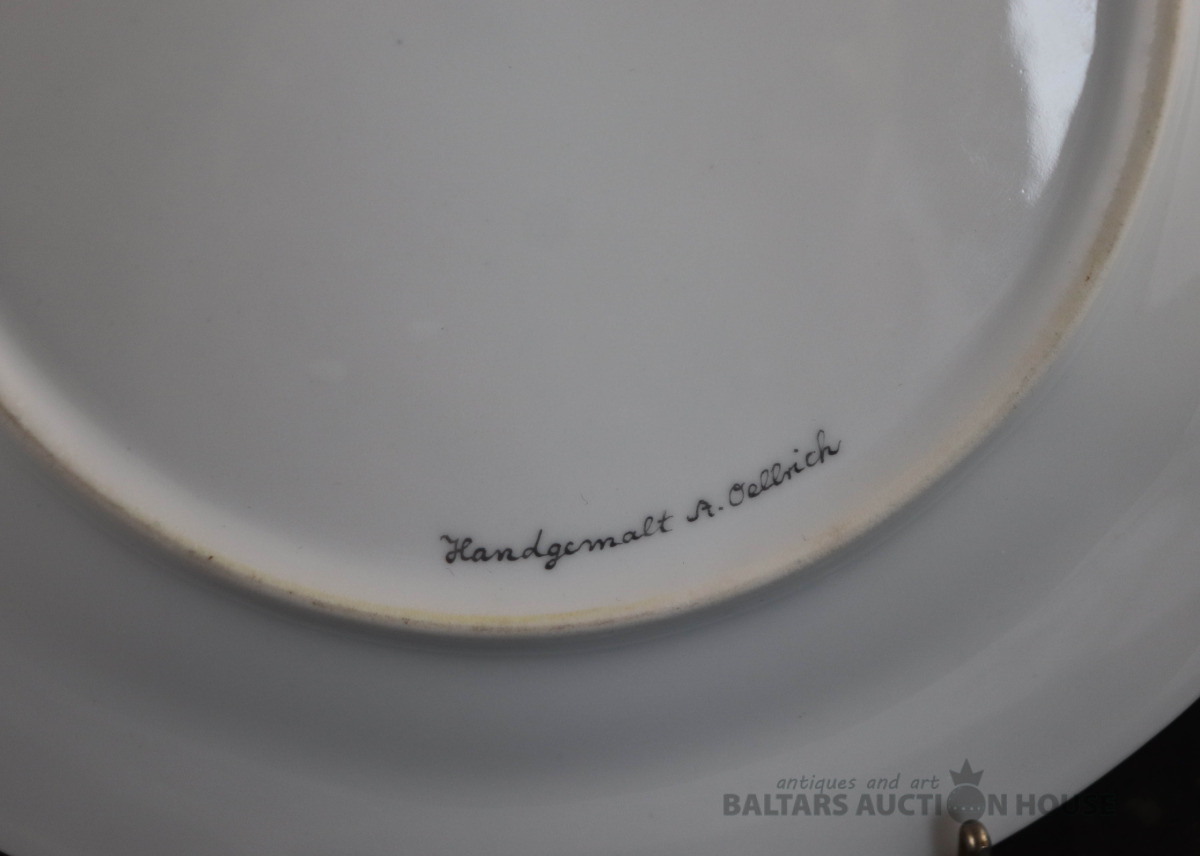 Handgemalt A. Oellrich
antiques and art
BALTARS AUCTION HOUSE